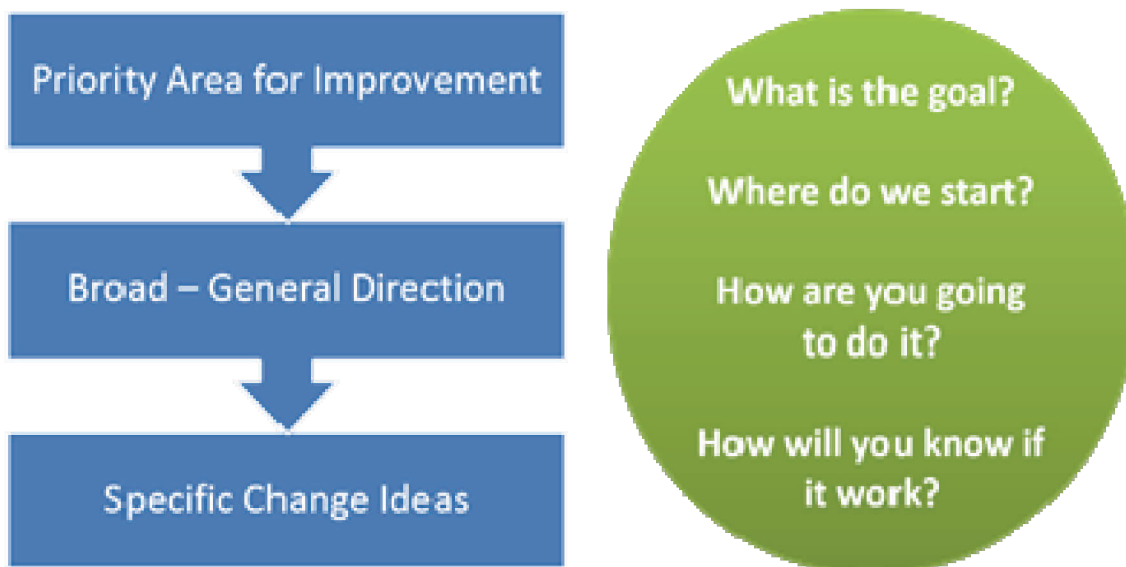 Priority Area for Improvement
Broad – General Direction
Specific Change Ideas
What is the goal?
Where do we start?
How are you going
to do it?
How will you know if
it work?